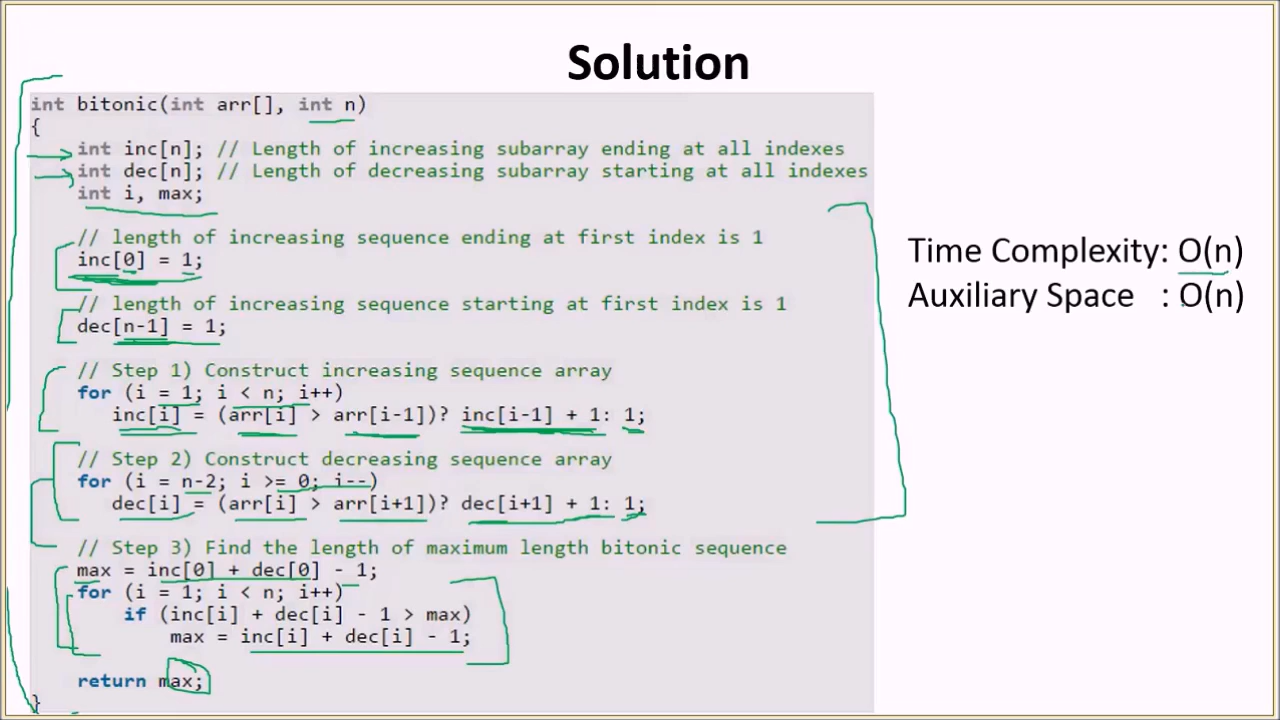 Solution
int bitonic(int arr[], int n)
{
int inc[n]; // Length of increasing subarray ending at all indexes
int dec[n]; // Length of decreasing subarray starting at all indexes
int i, max;
// length of increasing sequence ending at first index is 1
inc[0] = 1;
// length of increasing sequence starting at first index is 1
dec[n-1] = 1;
// Step 1) Construct increasing sequence array
for (i = 1; i < n; i++)
inc[i] = (arr[i] > arr[i-1])? inc[i-1] + 1: 1;
// Step 2) Construct decreasing sequence array
for (i = n-2; i >= 0; i--)
dec[i] = (arr[i] > arr[i+1])? dec[i+1] + 1: 1;
// Step 3) Find the length of maximum length bitonic sequence
max = inc[0] + dec[0] - 1;
for (i = 1; i < n; i++)
if (inc[i] + dec[i] - 1 > max)
max = inc[i] + dec[i] - 1;
return max;
}
Time Complexity: O(n)
Auxiliary Space : O(n)